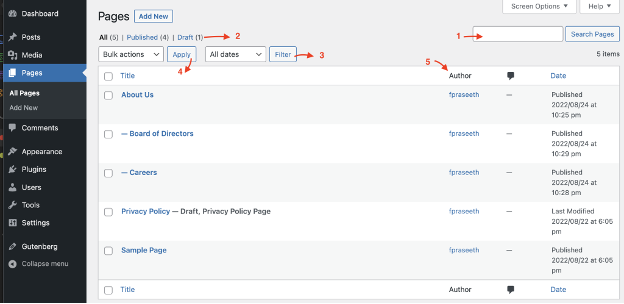 Dashboard
Posts
Media
Pages
All Pages
Add New
Comments
Appearance
Plugins
Users
Tools
Settings
Gutenberg
Collapse menu
Screen Options ▼ Help ▼
Pages Add New
All (5) | Published (4) | Draft (1) 2
1 Search Pages
Bulk actions Apply All dates Filter 3
5 items
4 5
Title Author Date
About Us fpraseeth — Published
2022/08/24 at
10:25 pm
— Board of Directors fpraseeth — Published
2022/08/24 at
10:29 pm
— Careers fpraseeth — Published
2022/08/24 at
10:28 pm
Privacy Policy — Draft, Privacy Policy Page fpraseeth — Last Modified
2022/08/22 at 6:05
pm
Sample Page fpraseeth — Published
2022/08/22 at 6:05
pm
Title Author Date